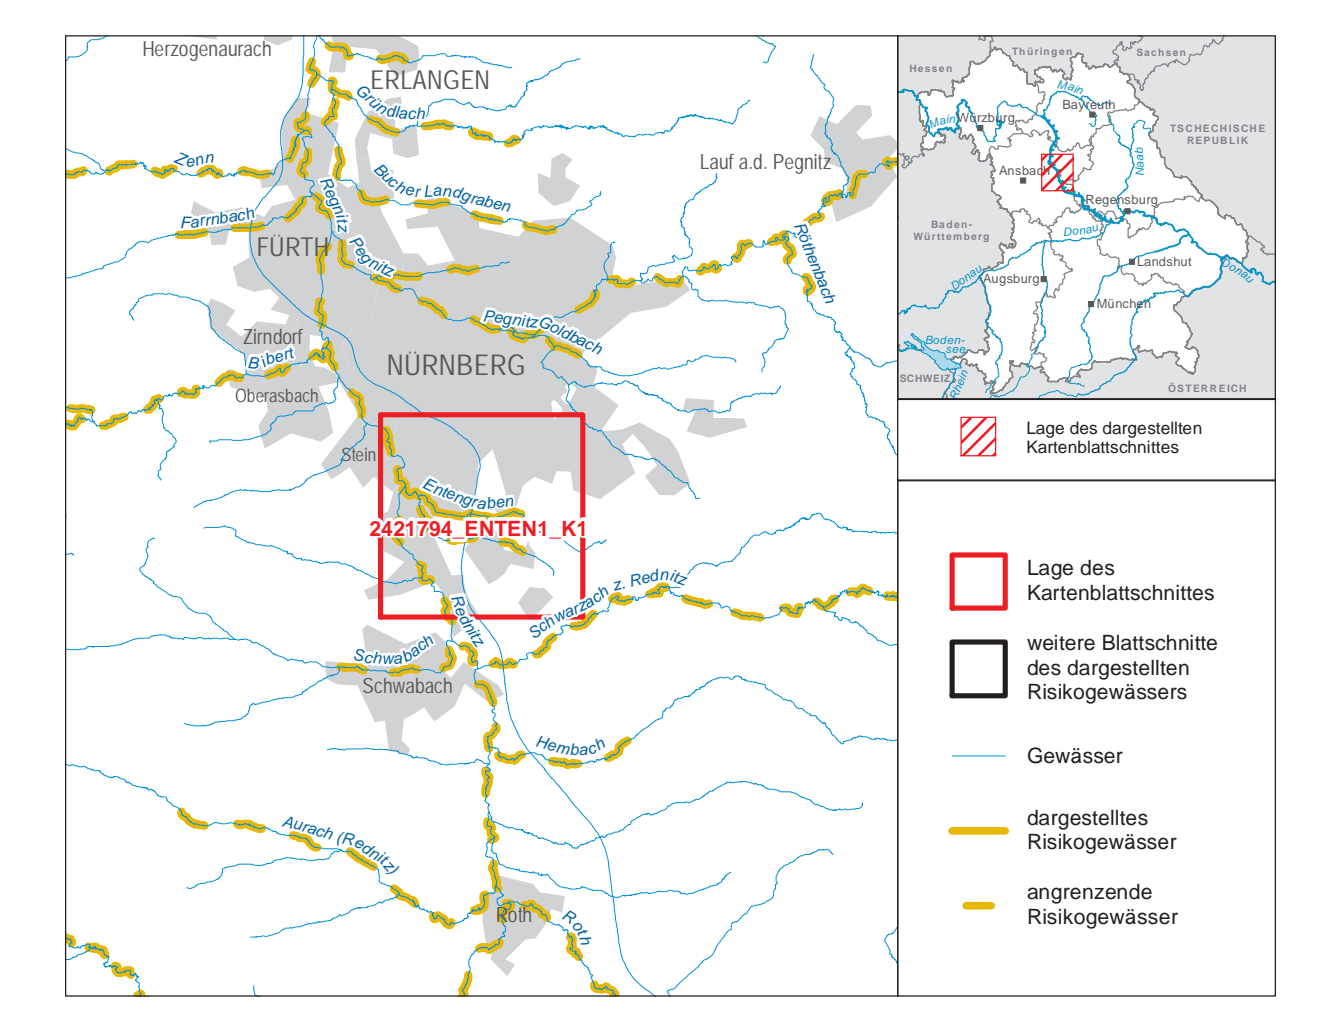 Herzogenaurach
ERLANGEN
Gründlach
Zenn
Lauf a.d. Pegnitz
Bucher Landgraben
Regnitz
Farrnbach
FÜRTH
Pegnitz
Röthenbach
Pegnitz
Goldbach
Zirndorf
Bibert
NÜRNBERG
Oberasbach
Stein
Entengraben
2421794_ENTEN1_K1
Schwarzach z. Rednitz
Rednitz
Schwabach
Schwabach
Hembach
Aurach (Rednitz)
Roth
Roth
Thüringen
Sachsen
Hessen
Main
Bayreuth
Main
Würzburg
TSCHECHISCHE
REPUBLIK
Naab
Ansbach
Regensburg
Baden-
Württemberg
Donau
Landshut
Donau
Donau
Augsburg
München
Boden-
see
SCHWEIZ
Rhein
ÖSTERREICH
Lage des dargestellten
Kartenblattschnittes
Lage des
Kartenblattschnittes
weitere Blattschnitte
des dargestellten
Risikogewässers
Gewässer
dargestelltes
Risikogewässer
angrenzende
Risikogewässer